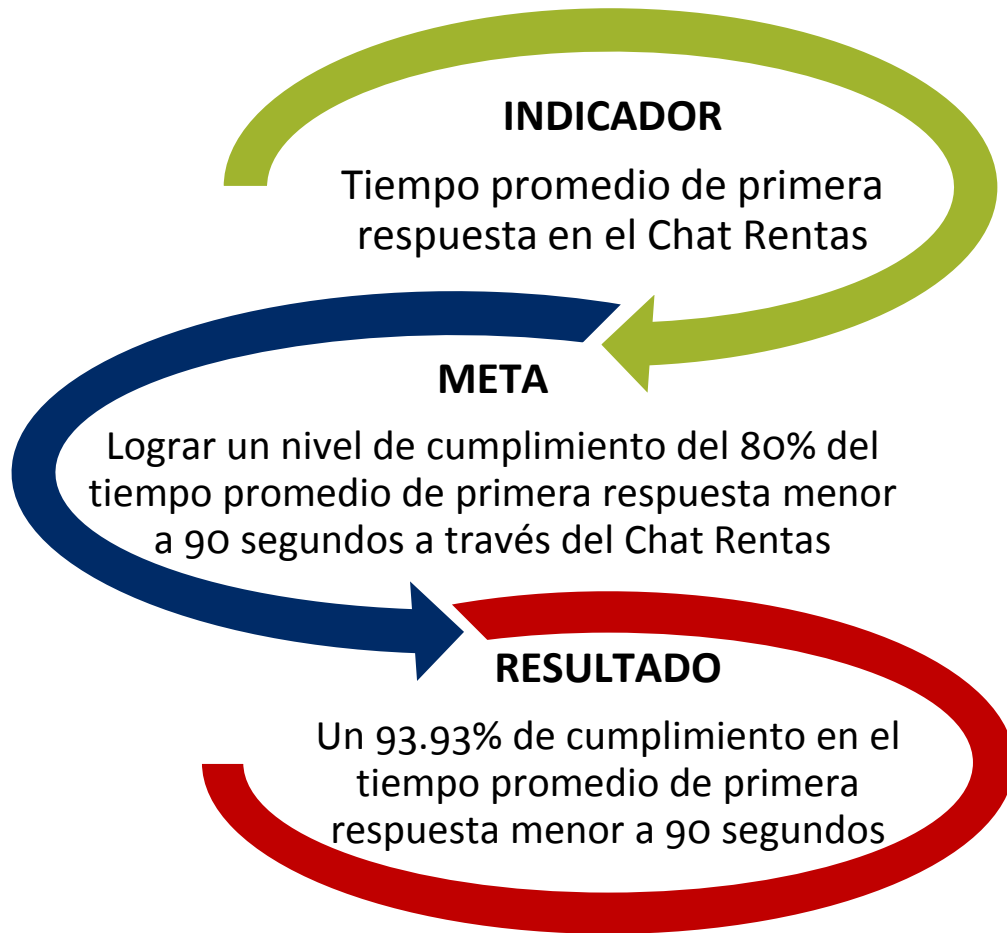 INDICADOR
Tiempo promedio de primera
respuesta en el Chat Rentas
META
Lograr un nivel de cumplimiento del 80% del
tiempo promedio de primera respuesta menor
a 90 segundos a través del Chat Rentas
RESULTADO
Un 93.93% de cumplimiento en el
tiempo promedio de primera
respuesta menor a 90 segundos